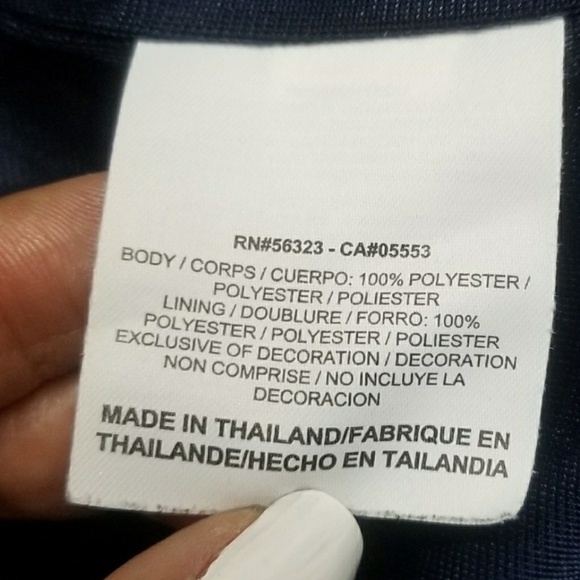 RN#56323 - CA#05553
BODY / CORPS / CUERPO: 100% POLYESTER /
POLYESTER / POLIESTER
LINING / DOUBLURE / FORRO: 100%
POLYESTER / POLYESTER / POLIESTER
EXCLUSIVE OF DECORATION / DECORATION
NON COMPRISE / NO INCLUYE LA
DECORACION
MADE IN THAILAND/FABRIQUE EN
THAILANDE/HECHO EN TAILANDIA